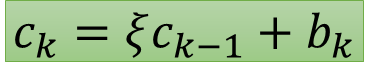 c_k = ξc_{k−1} + b_k